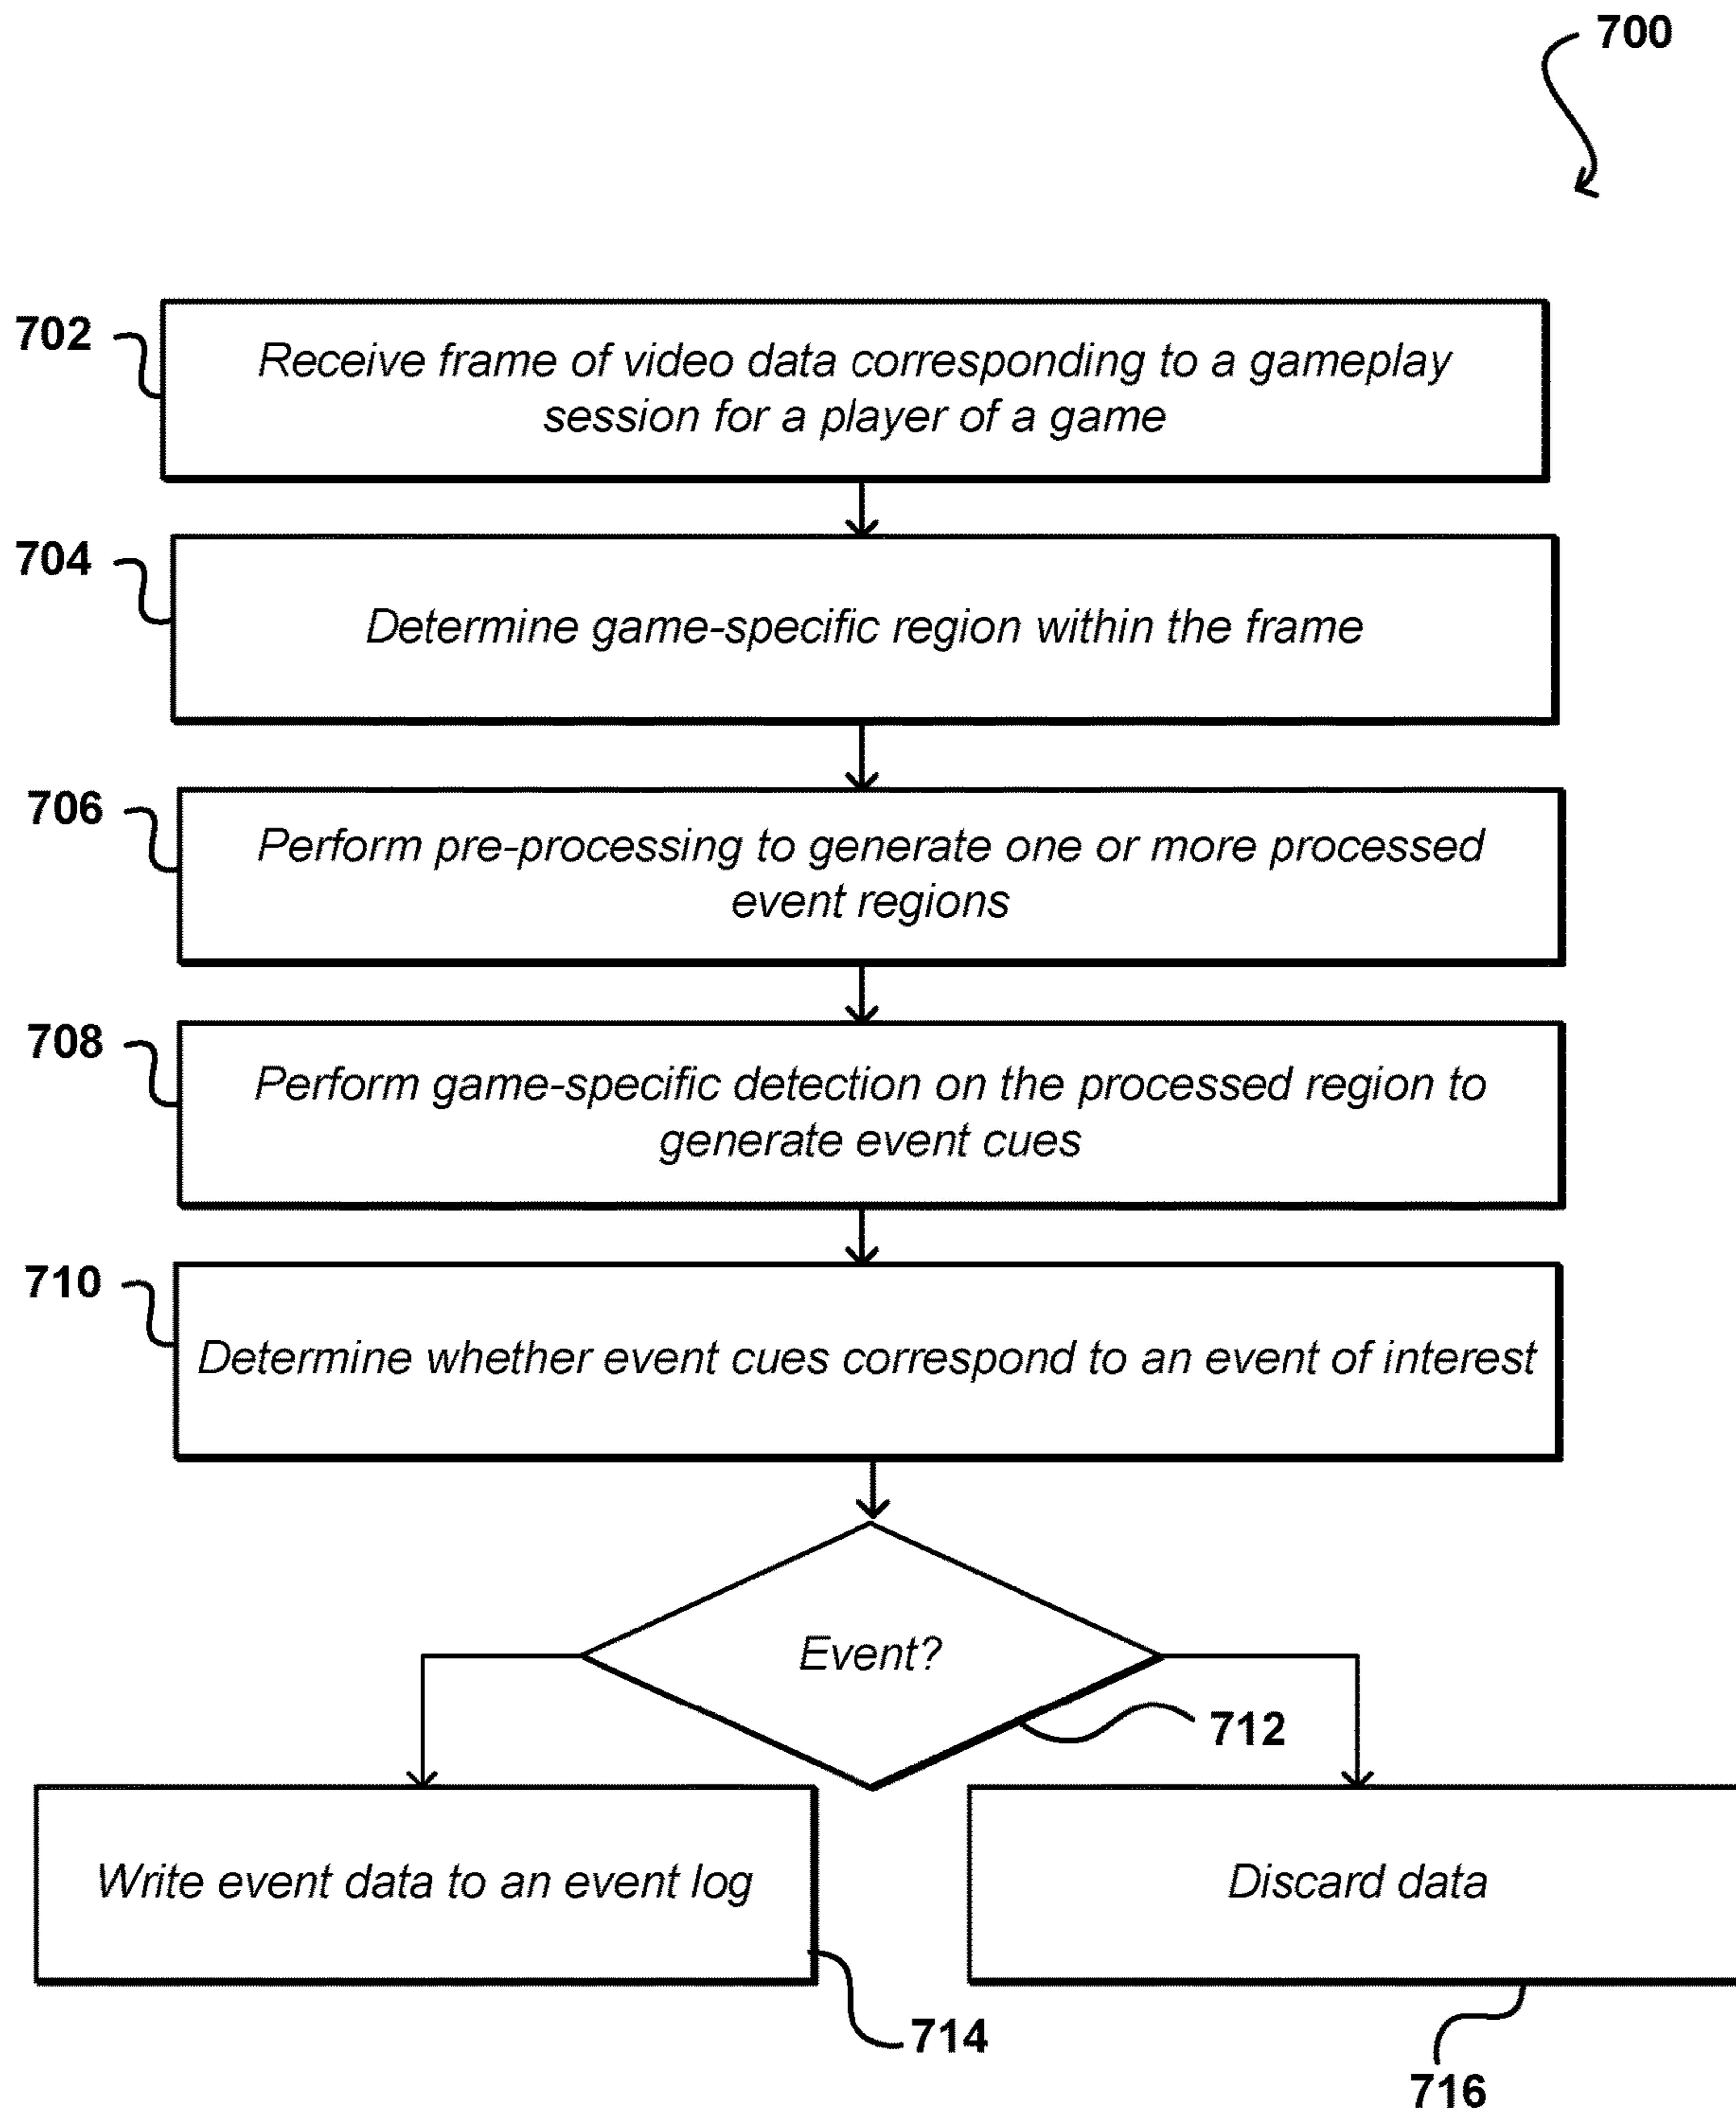 700
702
Receive frame of video data corresponding to a gameplay
session for a player of a game
704
Determine game-specific region within the frame
706
Perform pre-processing to generate one or more processed
event regions
708
Perform game-specific detection on the processed region to
generate event cues
710
Determine whether event cues correspond to an event of interest
Event?
712
Write event data to an event log
Discard data
714
716